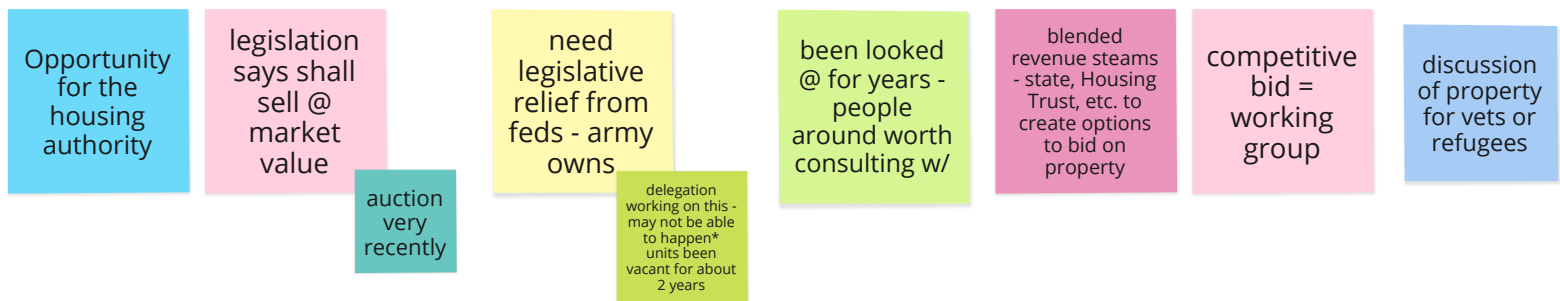 Opportunity
for the
housing
authority
legislation
says shall
sell @
market
value
auction
very
recently
need
legislative
relief from
feds - army
owns
delegation
working on this -
may not be able
to happen*
units been
vacant for about
2 years
been looked
@ for years -
people
around worth
consulting w/
blended
revenue steams
- state, Housing
Trust, etc. to
create options
to bid on
property
competitive
bid =
working
group
discussion
of property
for vets or
refugees